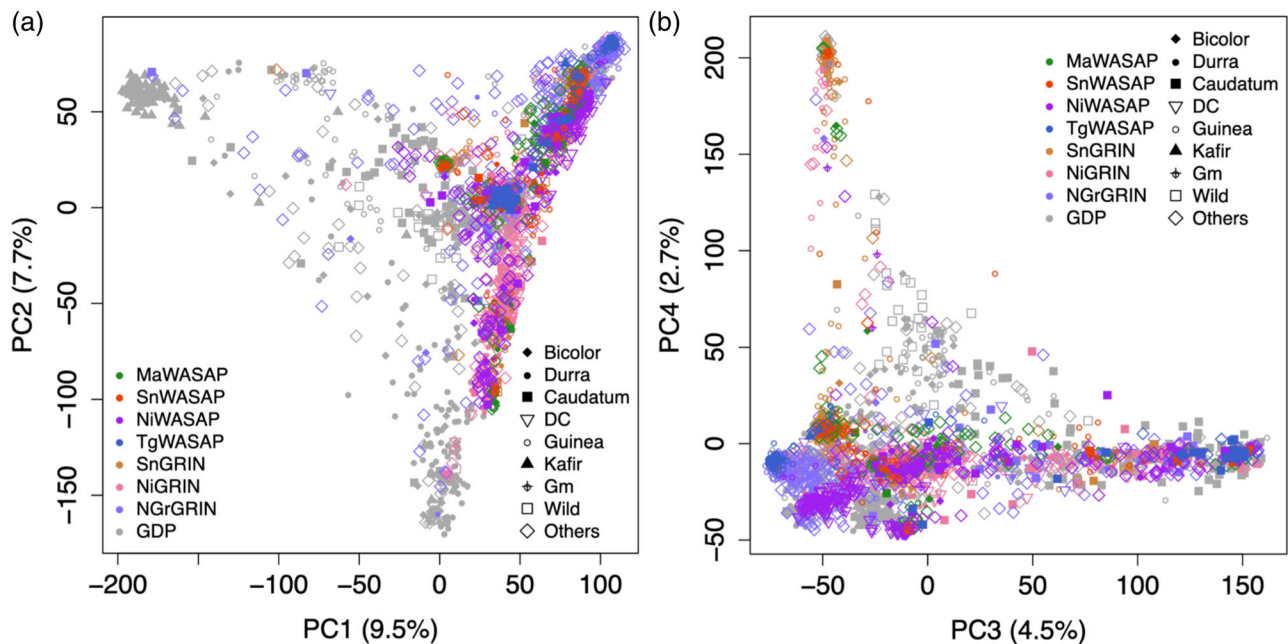 (a)
PC2 (7.7%)
50
0
−50
−100
−150
MaWASAP
SnWASAP
NiWASAP
TgWASAP
SnGRIN
NiGRIN
NGrGRIN
GDP
Bicolor
Durra
Caudatum
DC
Guinea
Kafir
Gm
Wild
Others
−200
−100
−50
0
50
100
PC1 (9.5%)
(b)
PC4 (2.7%)
200
150
100
50
0
−50
MaWASAP
SnWASAP
NiWASAP
TgWASAP
SnGRIN
NiGRIN
NGrGRIN
GDP
Bicolor
Durra
Caudatum
DC
Guinea
Kafir
Gm
Wild
Others
−50
0
50
100
150
PC3 (4.5%)